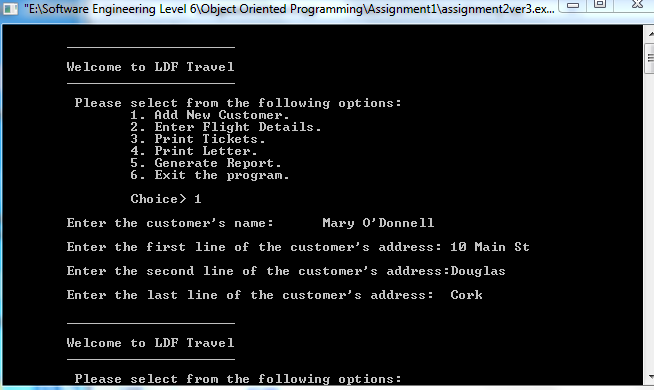 "E:\Software Engineering Level 6\Object Oriented Programming\Assignment1\assignment2ver3.ex...
Welcome to LDF Travel
Please select from the following options:
1. Add New Customer.
2. Enter Flight Details.
3. Print Tickets.
4. Print Letter.
5. Generate Report.
6. Exit the program.
Choice> 1
Enter the customer's name: Mary O'Donnell
Enter the first line of the customer's address: 10 Main St
Enter the second line of the customer's address:Douglas
Enter the last line of the customer's address: Cork
Welcome to LDF Travel
Please select from the following options: